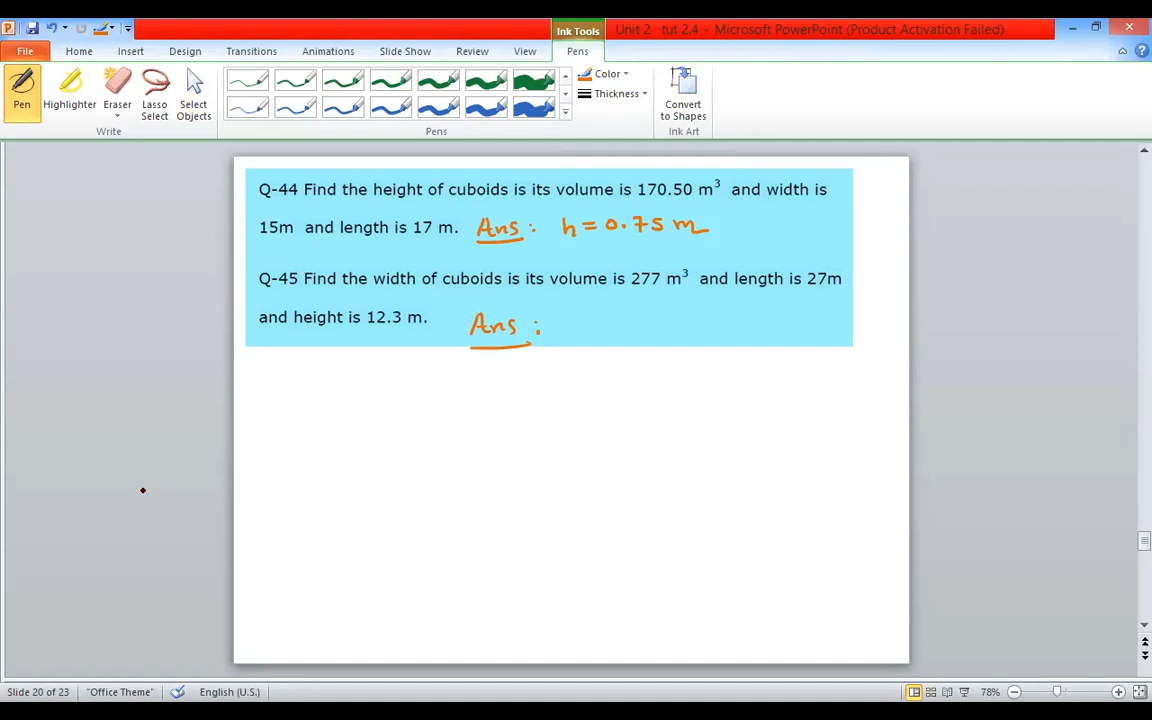 Ink Tools
Unit 2 tut 2.4 - Microsoft PowerPoint (Product Activation Failed)
File Home Insert Design Transitions Animations Slide Show Review View Pens
Pen Highlighter Eraser Lasso Select Select Objects
Color
Thickness
Convert to Shapes
Write Pens Ink Art
Q-44 Find the height of cuboids is its volume is 170.50 m³ and width is
15m and length is 17 m. Ans : h = 0.75 m
Q-45 Find the width of cuboids is its volume is 277 m³ and length is 27m
and height is 12.3 m. Ans :
Slide 20 of 23 "Office Theme" English (U.S.) 78%